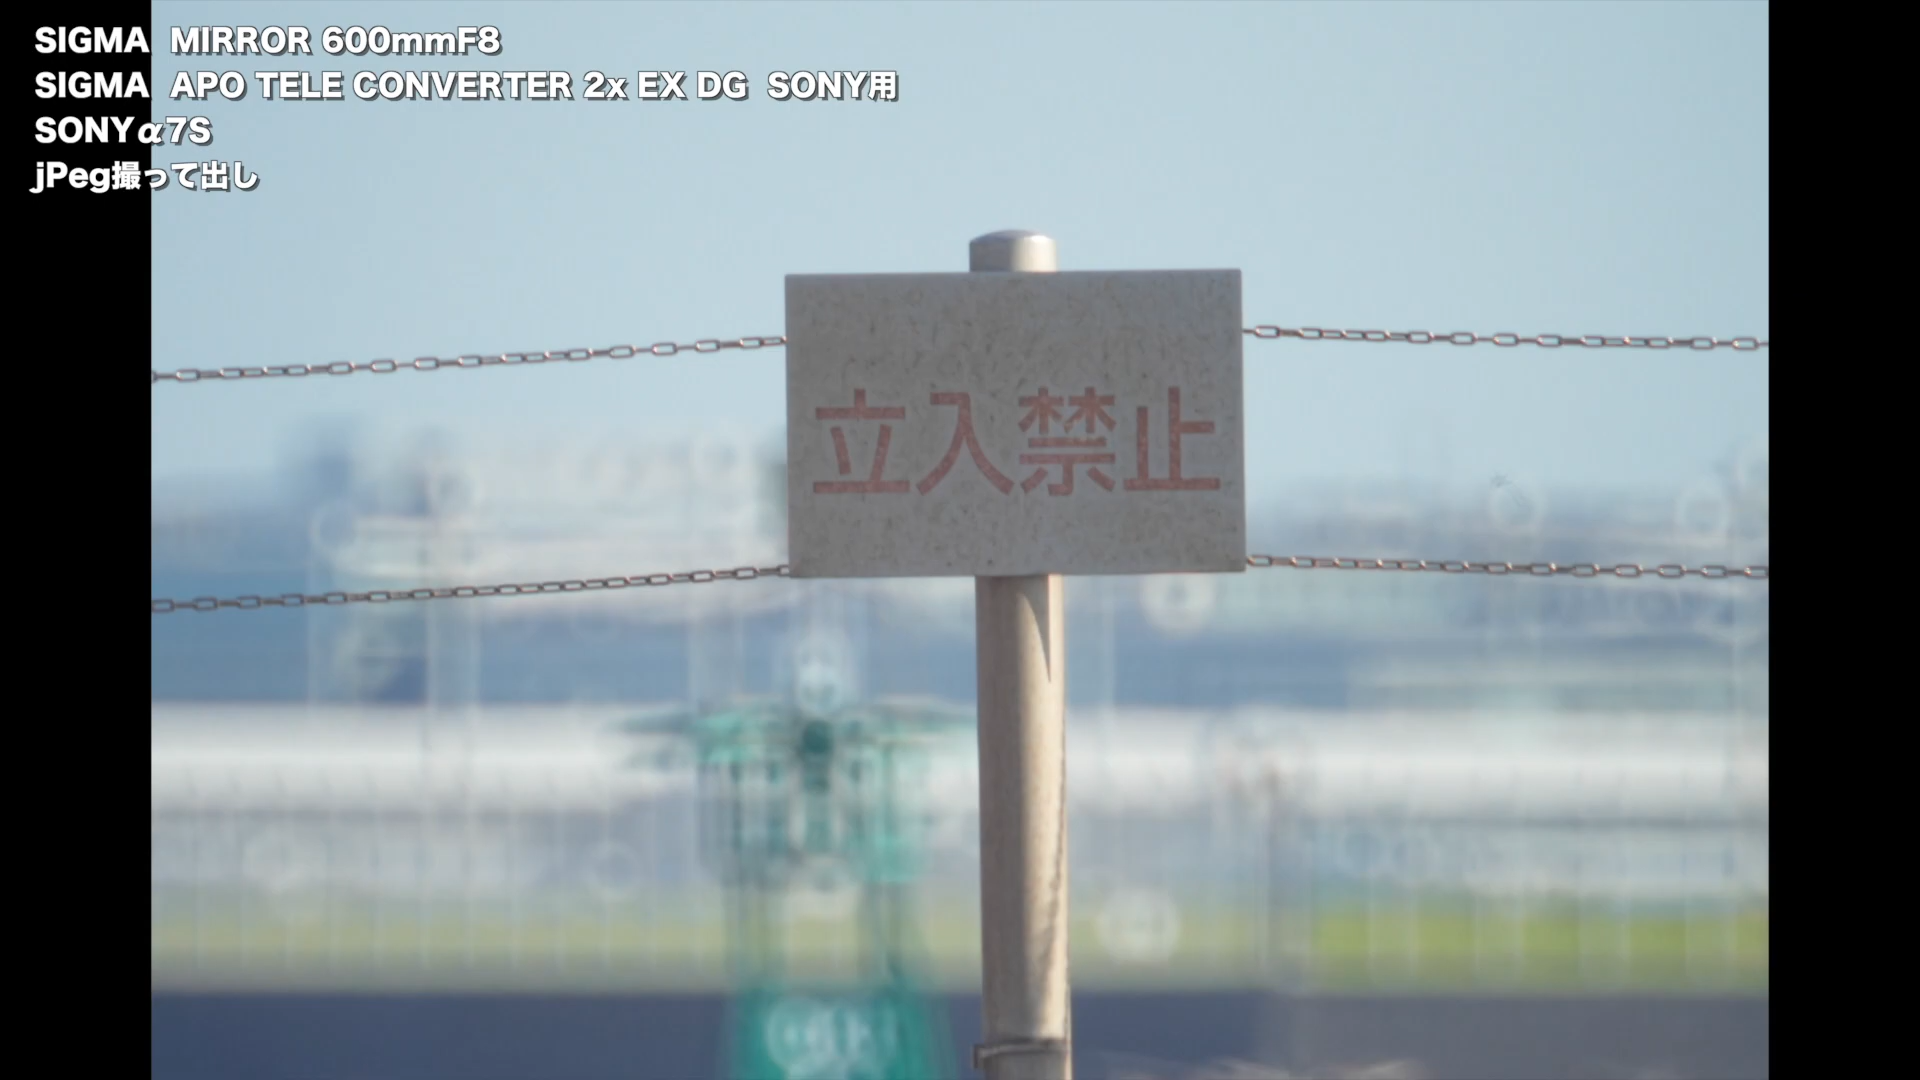 SIGMA  MIRROR 600mmF8
SIGMA  APO TELE CONVERTER 2x EX DG  SONY用
SONYα7S
jPeg撮って出し
立入禁止